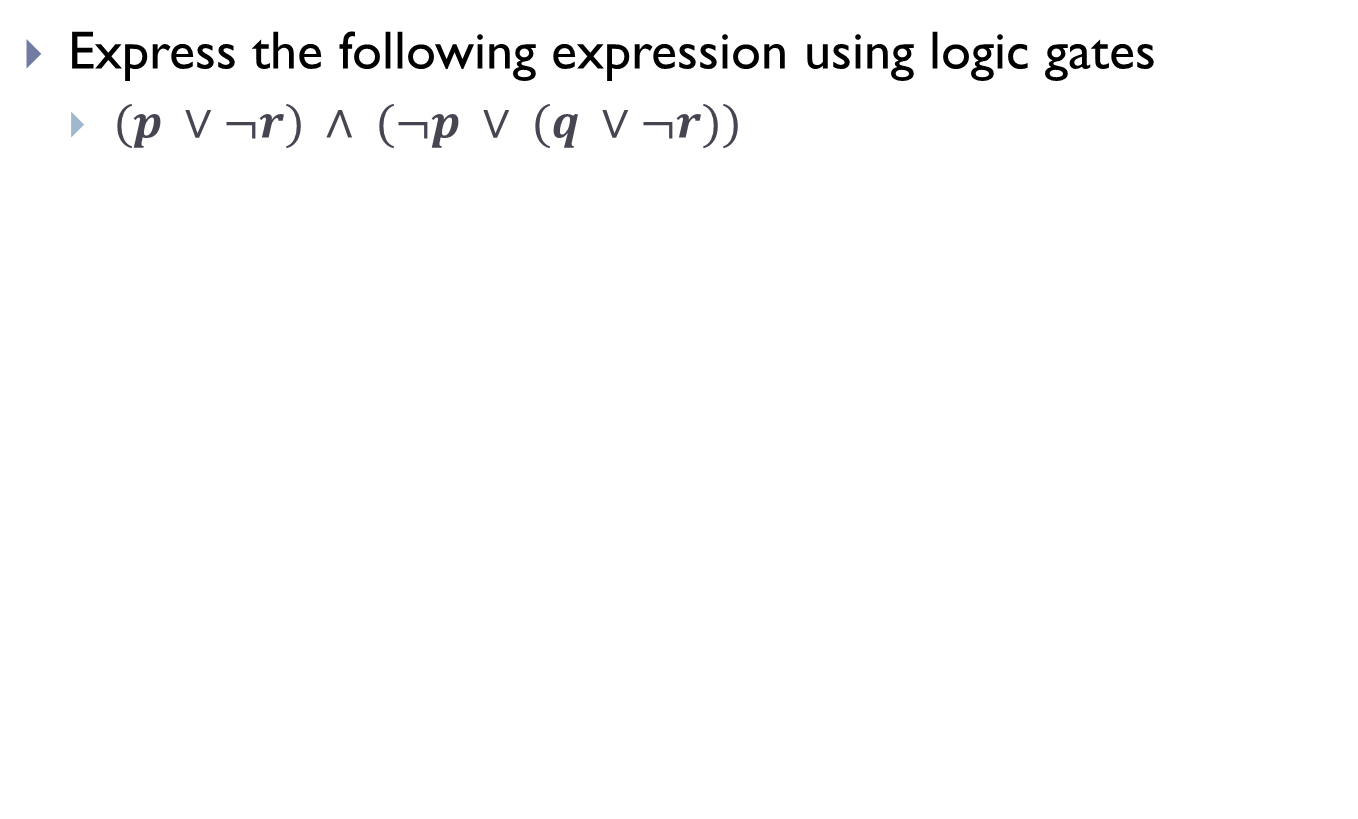 Express the following expression using logic gates
(p ∨ ¬r) ∧ (¬p ∨ (q ∨ ¬r))